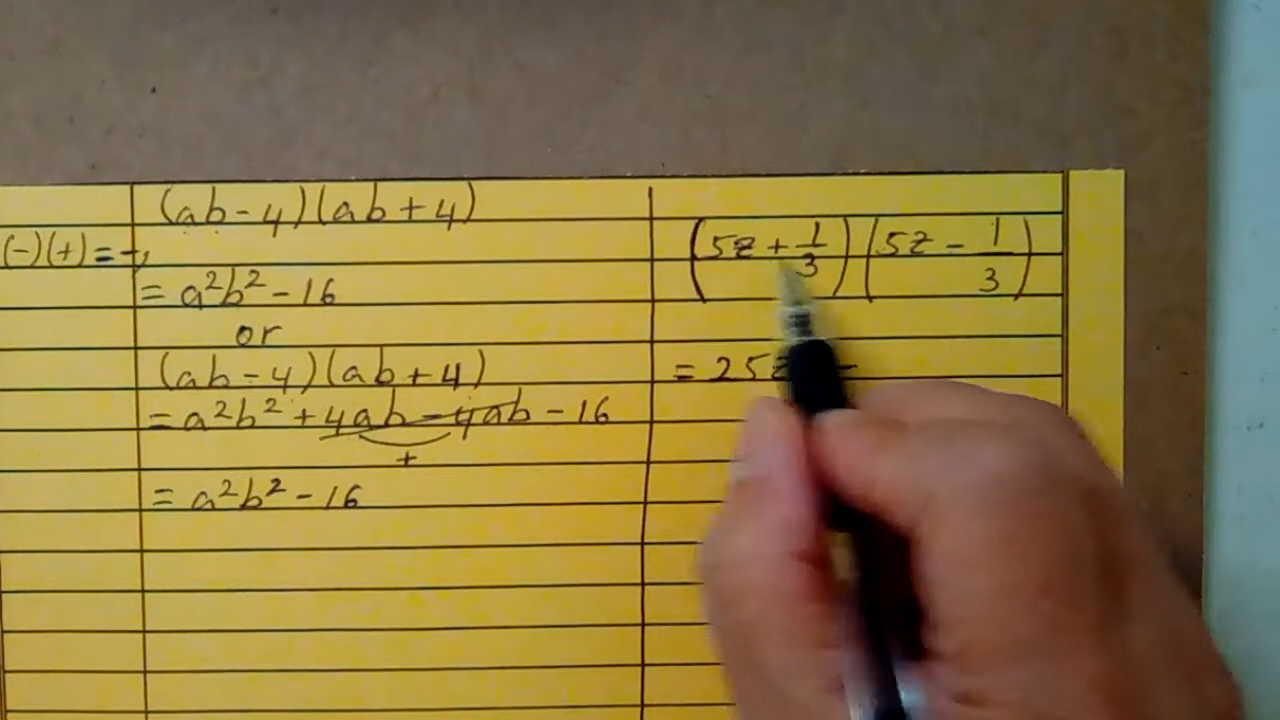 (ab-4)(ab+4)
(-)(+)=-,
= a²b² - 16
or
(ab-4)(ab+4)
= a²b² + 4ab - 4ab - 16
+
= a²b² - 16
(5z + 1/3)(5z - 1/3)
= 25z -